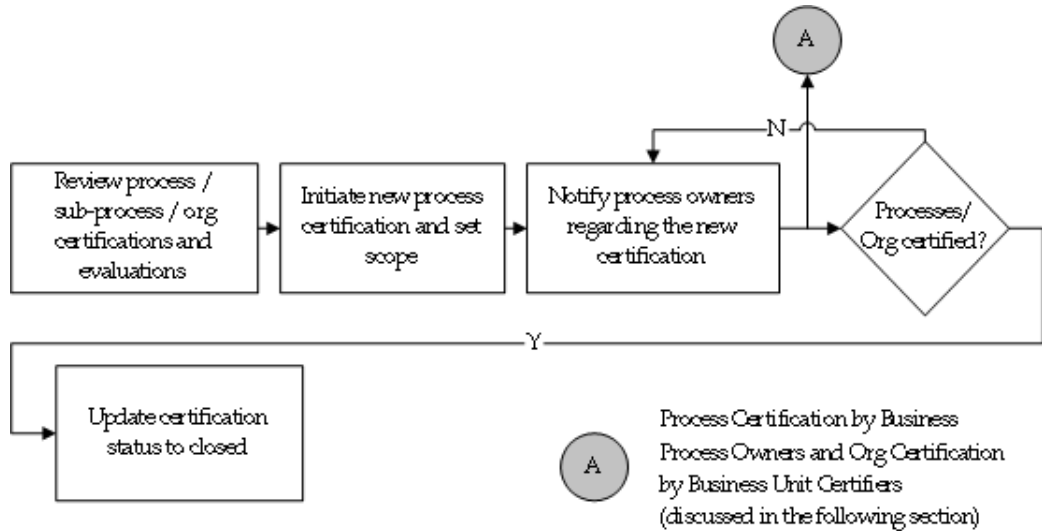 A
N
Review process /
sub-process / org
certifications and
evaluations
Initiate new process
certification and set
scope
Notify process owners
regarding the new
certification
Processes/
Org certified?
Y
Update certification
status to closed
A
Process Certification by Business
Process Owners and Org Certification
by Business Unit Certifiers
(discussed in the following section)